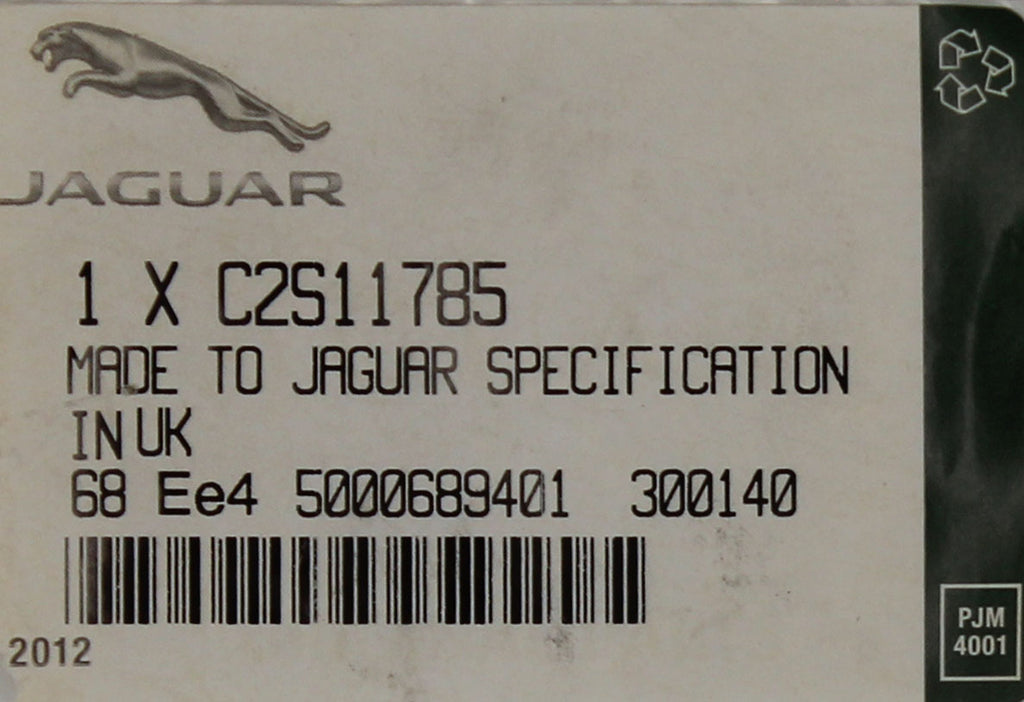 JAGUAR
1 X C2S11785
MADE TO JAGUAR SPECIFICATION
IN UK
68 Ee4 5000689401 300140
2012
PJM
4001